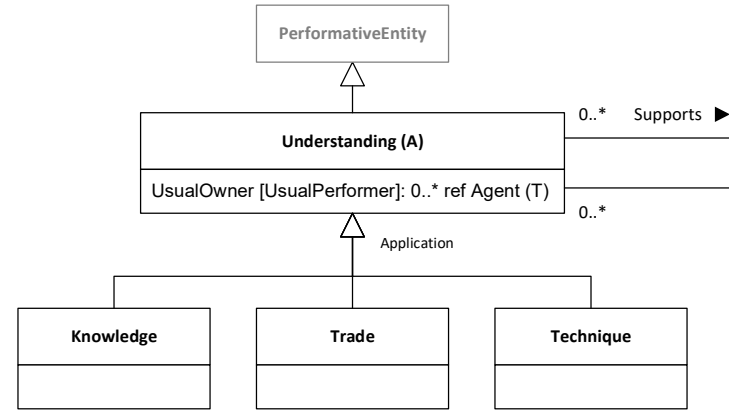 PerformativeEntity
0..* Supports ►
Understanding (A)
UsualOwner [UsualPerformer]: 0..* ref Agent (T)
0..*
Application
Knowledge
Trade
Technique